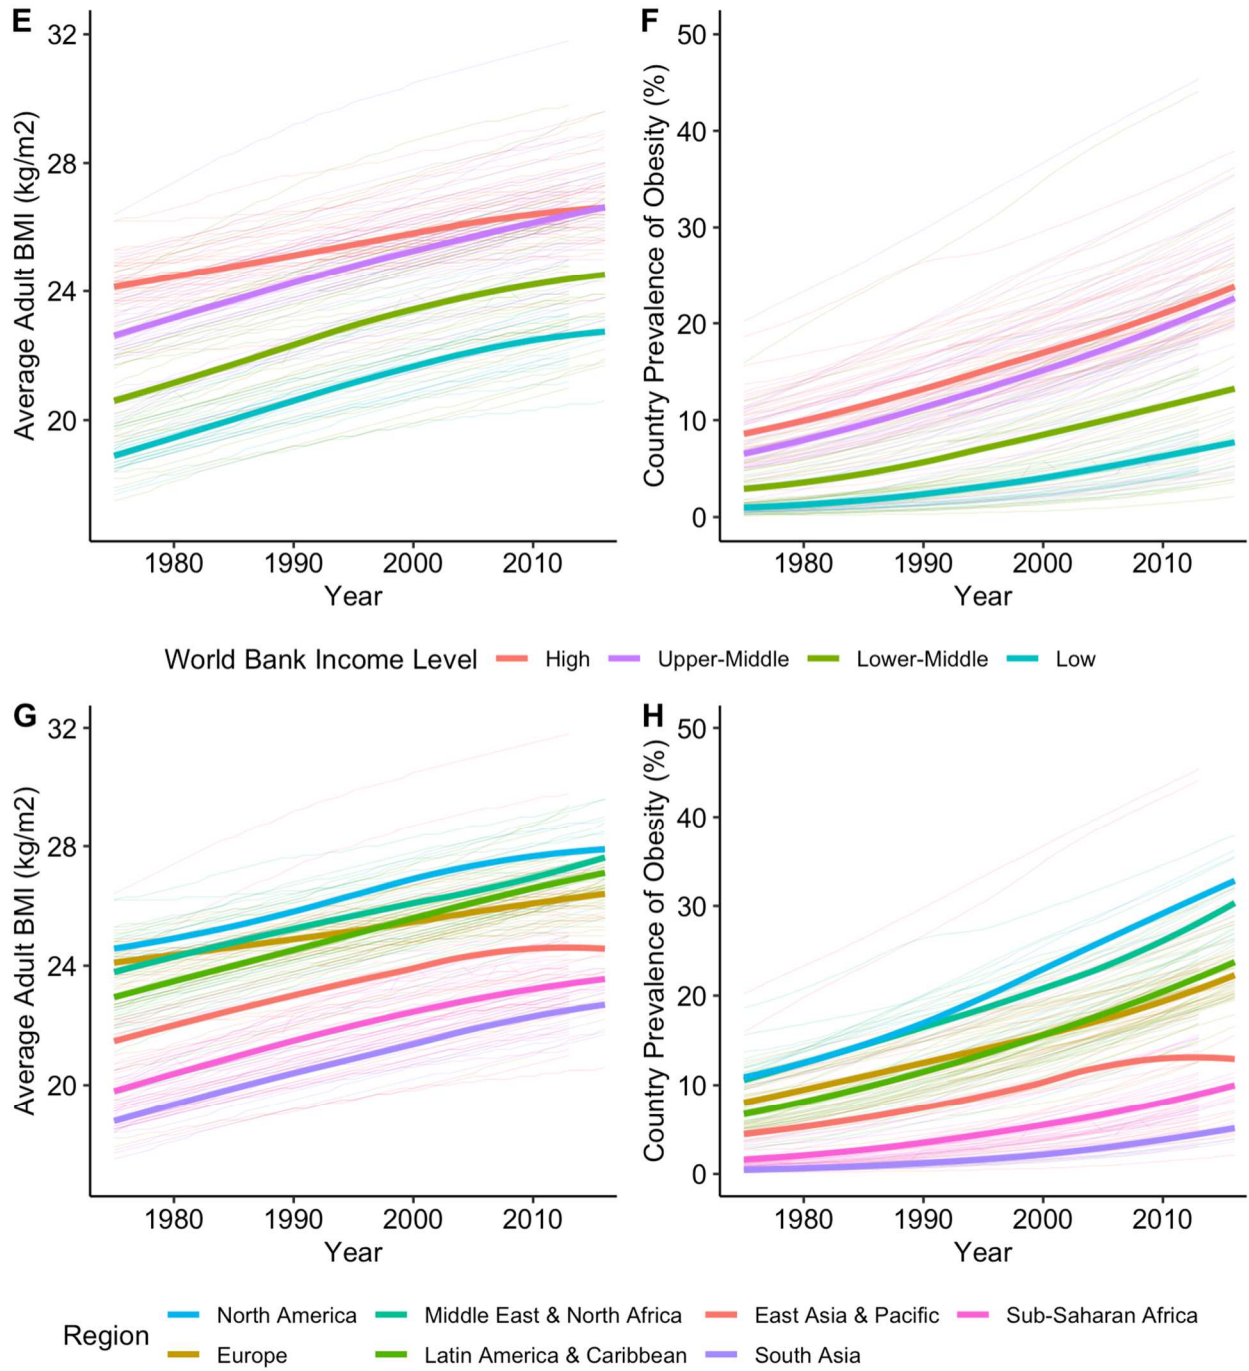 E
Average Adult BMI (kg/m2)
32
28
24
20
1980 1990 2000 2010
Year
F
Country Prevalence of Obesity (%)
50
40
30
20
10
0
1980 1990 2000 2010
Year
World Bank Income Level High Upper-Middle Lower-Middle Low
G
Average Adult BMI (kg/m2)
32
28
24
20
1980 1990 2000 2010
Year
H
Country Prevalence of Obesity (%)
50
40
30
20
10
0
1980 1990 2000 2010
Year
Region
North America Middle East & North Africa East Asia & Pacific Sub-Saharan Africa
Europe Latin America & Caribbean South Asia